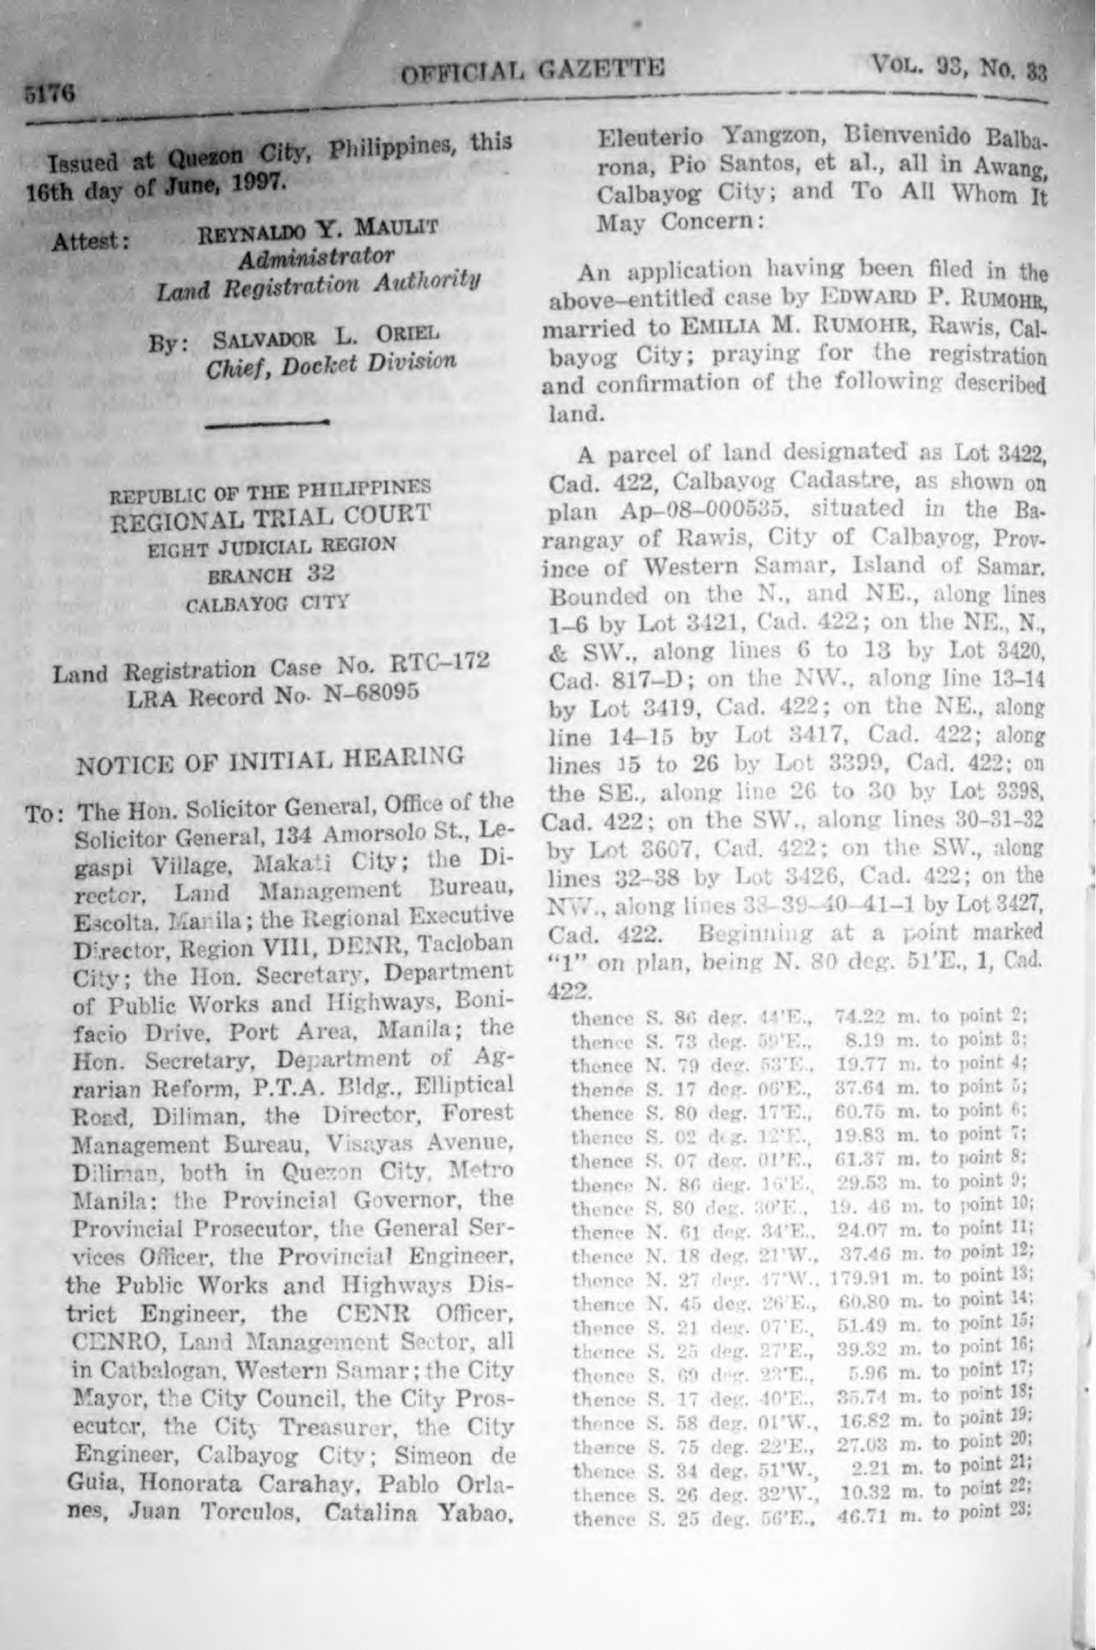 5176
OFFICIAL GAZETTE
VOL. 93, No. 33
Issued at Quezon City, Philippines, this
16th day of June, 1997.
Attest: REYNALDO Y. MAULIT
Administrator
Land Registration Authority
By: SALVADOR L. ORIEL
Chief, Docket Division
REPUBLIC OF THE PHILIPPINES
REGIONAL TRIAL COURT
EIGHT JUDICIAL REGION
BRANCH 32
CALBAYOG CITY
Land Registration Case No. RTC–172
LRA Record No. N–68095
NOTICE OF INITIAL HEARING
To: The Hon. Solicitor General, Office of the
Solicitor General, 134 Amorsolo St., Le-
gaspi Village, Makati City; the Di-
rector, Land Management Bureau,
Escolta, Manila; the Regional Executive
Director, Region VIII, DENR, Tacloban
City; the Hon. Secretary, Department
of Public Works and Highways, Boni-
facio Drive, Port Area, Manila; the
Hon. Secretary, Department of Ag-
rarian Reform, P.T.A. Bldg., Elliptical
Road, Diliman, the Director, Forest
Management Bureau, Visayas Avenue,
Diliman, both in Quezon City, Metro
Manila; the Provincial Governor, the
Provincial Prosecutor, the General Ser-
vices Officer, the Provincial Engineer,
the Public Works and Highways Dis-
trict Engineer, the CENR Officer,
CENRO, Land Management Sector, all
in Catbalogan, Western Samar; the City
Mayor, the City Council, the City Pros-
ecutor, the City Treasurer, the City
Engineer, Calbayog City; Simeon de
Guia, Honorata Carahay, Pablo Orla-
nes, Juan Torculos, Catalina Yabao,
Eleuterio Yangzon, Bienvenido Balba-
rona, Pio Santos, et al., all in Awang,
Calbayog City; and To All Whom It
May Concern:
An application having been filed in the
above–entitled case by EDWARD P. RUMOHR,
married to EMILIA M. RUMOHR, Rawis, Cal-
bayog City; praying for the registration
and confirmation of the following described
land.
A parcel of land designated as Lot 3422,
Cad. 422, Calbayog Cadastre, as shown on
plan Ap–08–000535, situated in the Ba-
rangay of Rawis, City of Calbayog, Prov-
ince of Western Samar, Island of Samar.
Bounded on the N., and NE., along lines
1–6 by Lot 3421, Cad. 422; on the NE., N.,
& SW., along lines 6 to 13 by Lot 3420,
Cad. 817–D; on the NW., along line 13–14
by Lot 3419, Cad. 422; on the NE., along
line 14–15 by Lot 3417, Cad. 422; along
lines 15 to 26 by Lot 3399, Cad. 422; on
the SE., along line 26 to 30 by Lot 3398,
Cad. 422; on the SW., along lines 30–31–32
by Lot 3607, Cad. 422; on the SW., along
lines 32–38 by Lot 3426, Cad. 422; on the
NW., along lines 38–39–40–41–1 by Lot 3427,
Cad. 422. Beginning at a point marked
"1" on plan, being N. 80 deg. 51'E., 1, Cad.
422.
thence S. 86 deg. 44'E., 74.22 m. to point 2;
thence S. 73 deg. 59'E., 8.19 m. to point 3;
thence N. 79 deg. 53'E., 19.77 m. to point 4;
thence S. 17 deg. 06'E., 37.64 m. to point 5;
thence S. 80 deg. 17'E., 60.75 m. to point 6;
thence S. 02 deg. 12'E., 19.83 m. to point 7;
thence S. 07 deg. 01'E., 61.37 m. to point 8;
thence N. 86 deg. 16'E., 29.53 m. to point 9;
thence S. 80 deg. 30'E., 19. 46 m. to point 10;
thence N. 61 deg. 34'E., 24.07 m. to point 11;
thence N. 18 deg. 21'W., 37.46 m. to point 12;
thence N. 27 deg. 47'W., 179.91 m. to point 13;
thence N. 45 deg. 26'E., 60.80 m. to point 14;
thence S. 21 deg. 07'E., 51.49 m. to point 15;
thence S. 25 deg. 27'E., 39.32 m. to point 16;
thence S. 69 deg. 23'E., 5.96 m. to point 17;
thence S. 17 deg. 40'E., 35.74 m. to point 18;
thence S. 58 deg. 01'W., 16.82 m. to point 19;
thence S. 75 deg. 22'E., 27.03 m. to point 20;
thence S. 34 deg. 51'W., 2.21 m. to point 21;
thence S. 26 deg. 32'W., 10.32 m. to point 22;
thence S. 25 deg. 56'E., 46.71 m. to point 23;